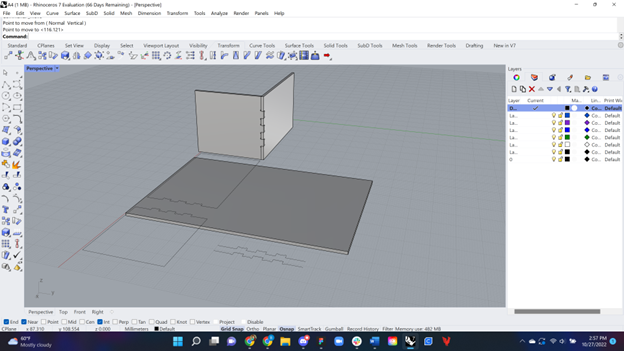 A4 (1 MB) - Rhinoceros 7 Evaluation (66 Days Remaining) - [Perspective]
File Edit View Curve Surface SubD Solid Mesh Dimension Transform Tools Analyze Render Panels Help
Point to move from ( Normal Vertical )
Point to move to <116.521>
Command:
Standard CPlanes Set View Display Select Viewport Layout Visibility Transform Curve Tools Surface Tools Solid Tools SubD Tools Mesh Tools Render Tools Drafting New in V7
Perspective
Layers
Layer Current Ma... Lin... Print Wid
D... Co... Default
La... Co... Default
La... Co... Default
La... Co... Default
La... Co... Default
La... Co... Default
La... Co... Default
0 Co... Default
z
x
Perspective Top Front Right
End Near Point Mid Cen Int Perp Tan Quad Knot Vertex Project Disable
CPlane x 87.310 y 108.554 z 0.000 Millimeters Default Grid Snap Ortho Planar Osnap SmartTrack Gumball Record History Filter Memory use: 482 MB
60°F
Mostly cloudy
2:57 PM
10/27/2022